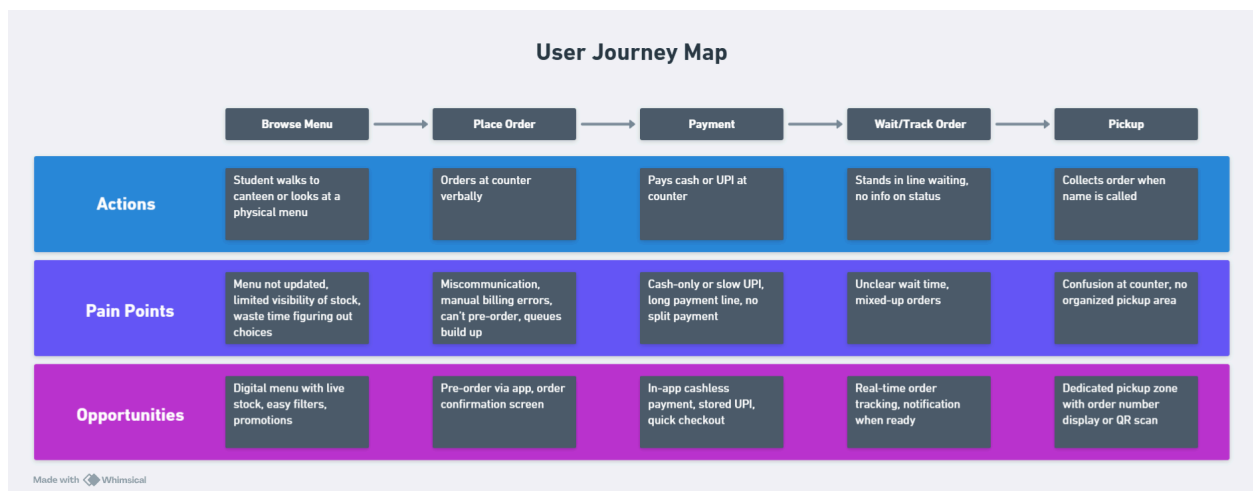 User Journey Map
Browse Menu
Place Order
Payment
Wait/Track Order
Pickup
Actions
Student walks to
canteen or looks at a
physical menu
Orders at counter
verbally
Pays cash or UPI at
counter
Stands in line waiting,
no info on status
Collects order when
name is called
Pain Points
Menu not updated,
limited visibility of stock,
waste time figuring out
choices
Miscommunication,
manual billing errors,
can't pre-order, queues
build up
Cash-only or slow UPI,
long payment line, no
split payment
Unclear wait time,
mixed-up orders
Confusion at counter, no
organized pickup area
Opportunities
Digital menu with live
stock, easy filters,
promotions
Pre-order via app, order
confirmation screen
In-app cashless
payment, stored UPI,
quick checkout
Real-time order
tracking, notification
when ready
Dedicated pickup zone
with order number
display or QR scan
Made with Whimsical